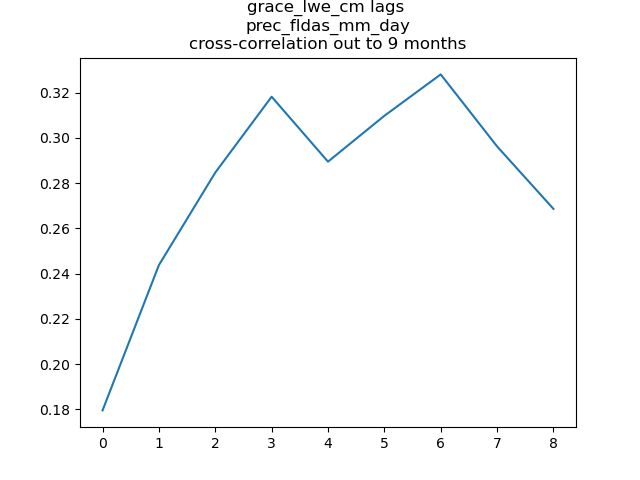 grace_lwe_cm lags
prec_fldas_mm_day
cross-correlation out to 9 months
0.32
0.30
0.28
0.26
0.24
0.22
0.20
0.18
0 1 2 3 4 5 6 7 8